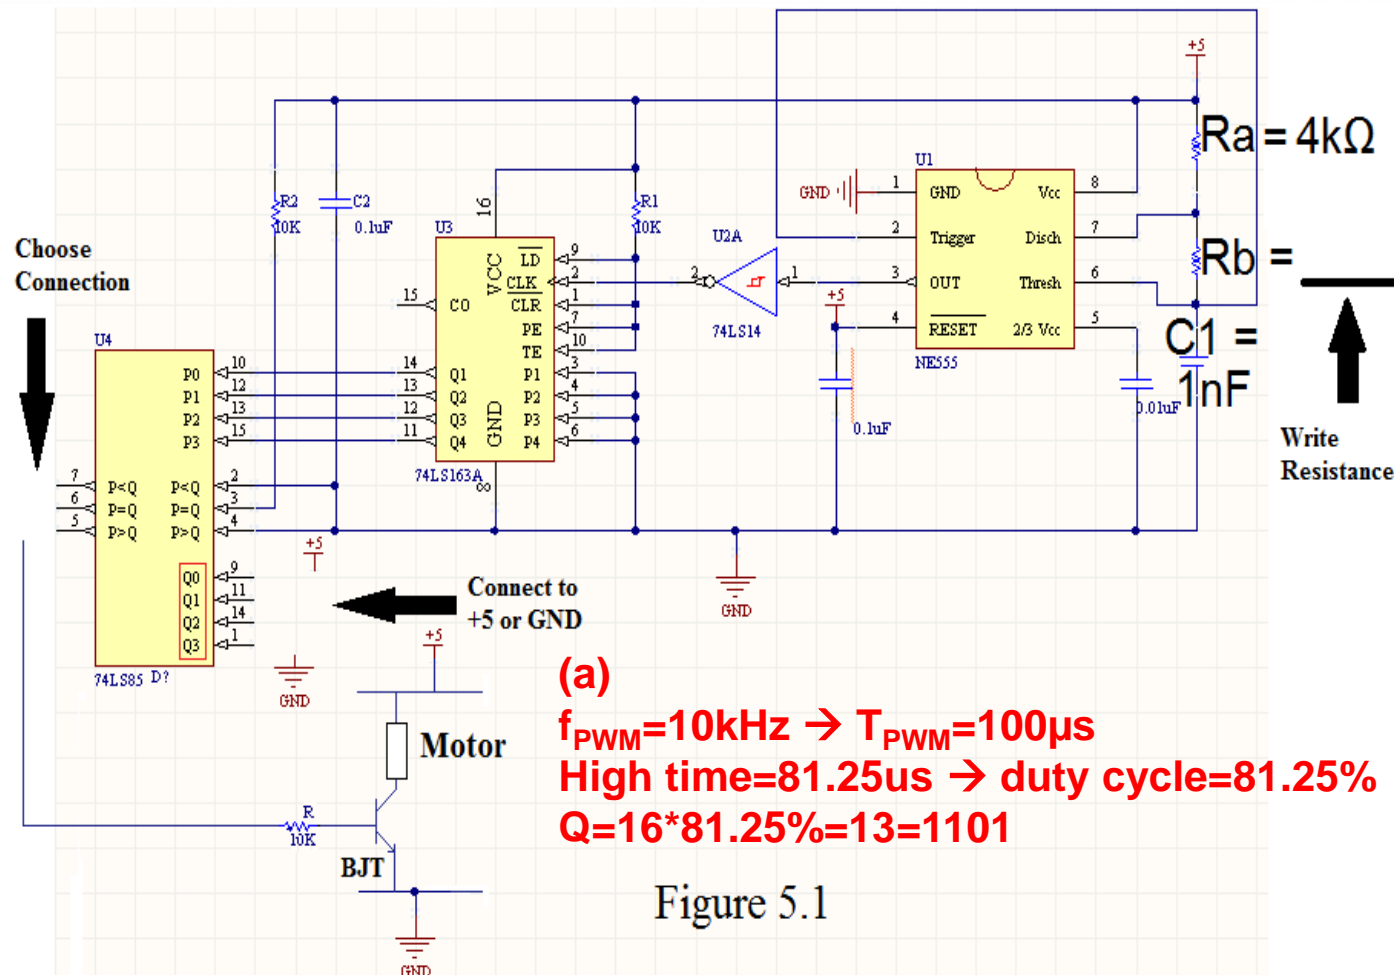 +5
Ra = 4kΩ
U1
GND
1
GND
Vcc
8
R2
10K
C2
0.1uF
16
U3
R1
10K
U2A
2
Trigger
Disch
7
Choose
Connection
VCC
LD
9
Rb =
15
CO
CLK
2
2
1
3
OUT
Thresh
6
CLR
1
+5
PE
7
74LS14
4
RESET
2/3 Vcc
5
C1 =
U4
TE
10
NE555
1nF
P0
10
14
Q1
P1
3
P1
12
13
Q2
P2
4
0.01uF
P2
13
12
Q3
P3
5
0.1uF
P3
15
11
Q4
GND
P4
6
Write
Resistance
74LS163A
8
7
P<Q
P<Q
2
6
P=Q
P=Q
3
5
P>Q
P>Q
4
+5
Q0
9
Connect to
+5 or GND
GND
Q1
11
Q2
14
Q3
1
+5
74LS85
D?
GND
(a)
fPWM=10kHz → TPWM=100µs
Motor
High time=81.25us → duty cycle=81.25%
R
10K
Q=16*81.25%=13=1101
BJT
Figure 5.1
GND